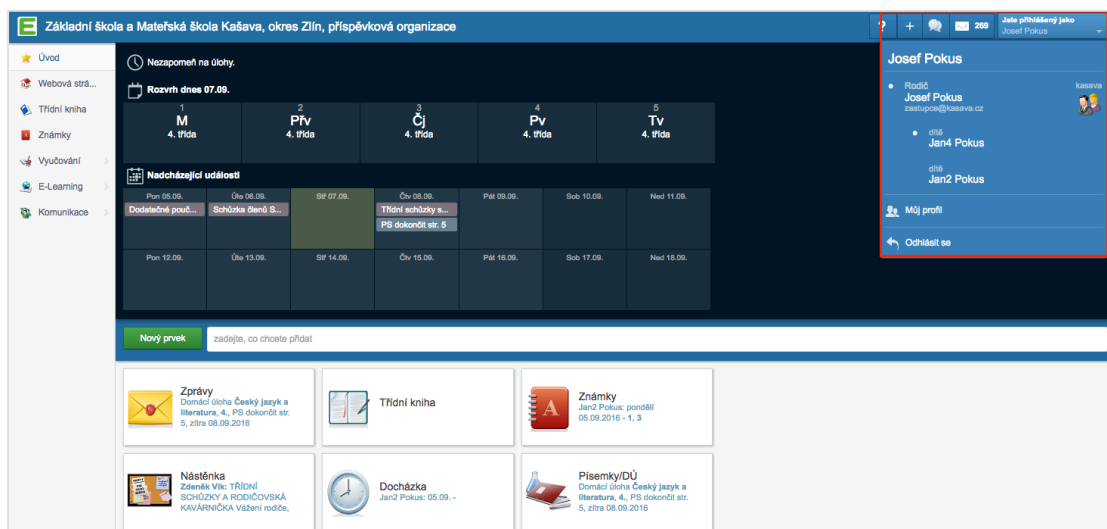 Základní škola a Mateřská škola Kašava, okres Zlín, příspěvková organizace
? + 269
Jste přihlášený jako
Josef Pokus
Úvod
Webová strá...
Třídní kniha
Známky
Vyučování
E-Learning
Komunikace
Nezapomeň na úlohy.
Rozvrh dnes 07.09.
1 2 3 4 5
M Přv Čj Pv Tv
4. třída 4. třída 4. třída 4. třída 4. třída
Nadcházející události
Pon 05.09. Úte 06.09. Stř 07.09. Čtv 08.09. Pát 09.09. Sob 10.09. Ned 11.09.
Dodatečné pouč... Schůzka členů S... Třídní schůzky s...
PS dokončit str. 5
Pon 12.09. Úte 13.09. Stř 14.09. Čtv 15.09. Pát 16.09. Sob 17.09. Ned 18.09.
Josef Pokus
Rodič kasava
Josef Pokus
zastupce@kasava.cz
dítě
Jan4 Pokus
dítě
Jan2 Pokus
Můj profil
Odhlásit se
Nový prvek zadejte, co chcete přidat
Zprávy
Domácí úloha Český jazyk a
literatura, 4., PS dokončit str.
5, zítra 08.09.2016
Třídní kniha
Známky
Jan2 Pokus: pondělí
05.09.2016 - 1, 3
Nástěnka
Zdeněk Vlk: TŘÍDNÍ
SCHŮZKY A RODIČOVSKÁ
KAVÁRNIČKA Vážení rodiče,
Docházka
Jan2 Pokus: 05.09. -
Písemky/DÚ
Domácí úloha Český jazyk a
literatura, 4., PS dokončit str.
5, zítra 08.09.2016